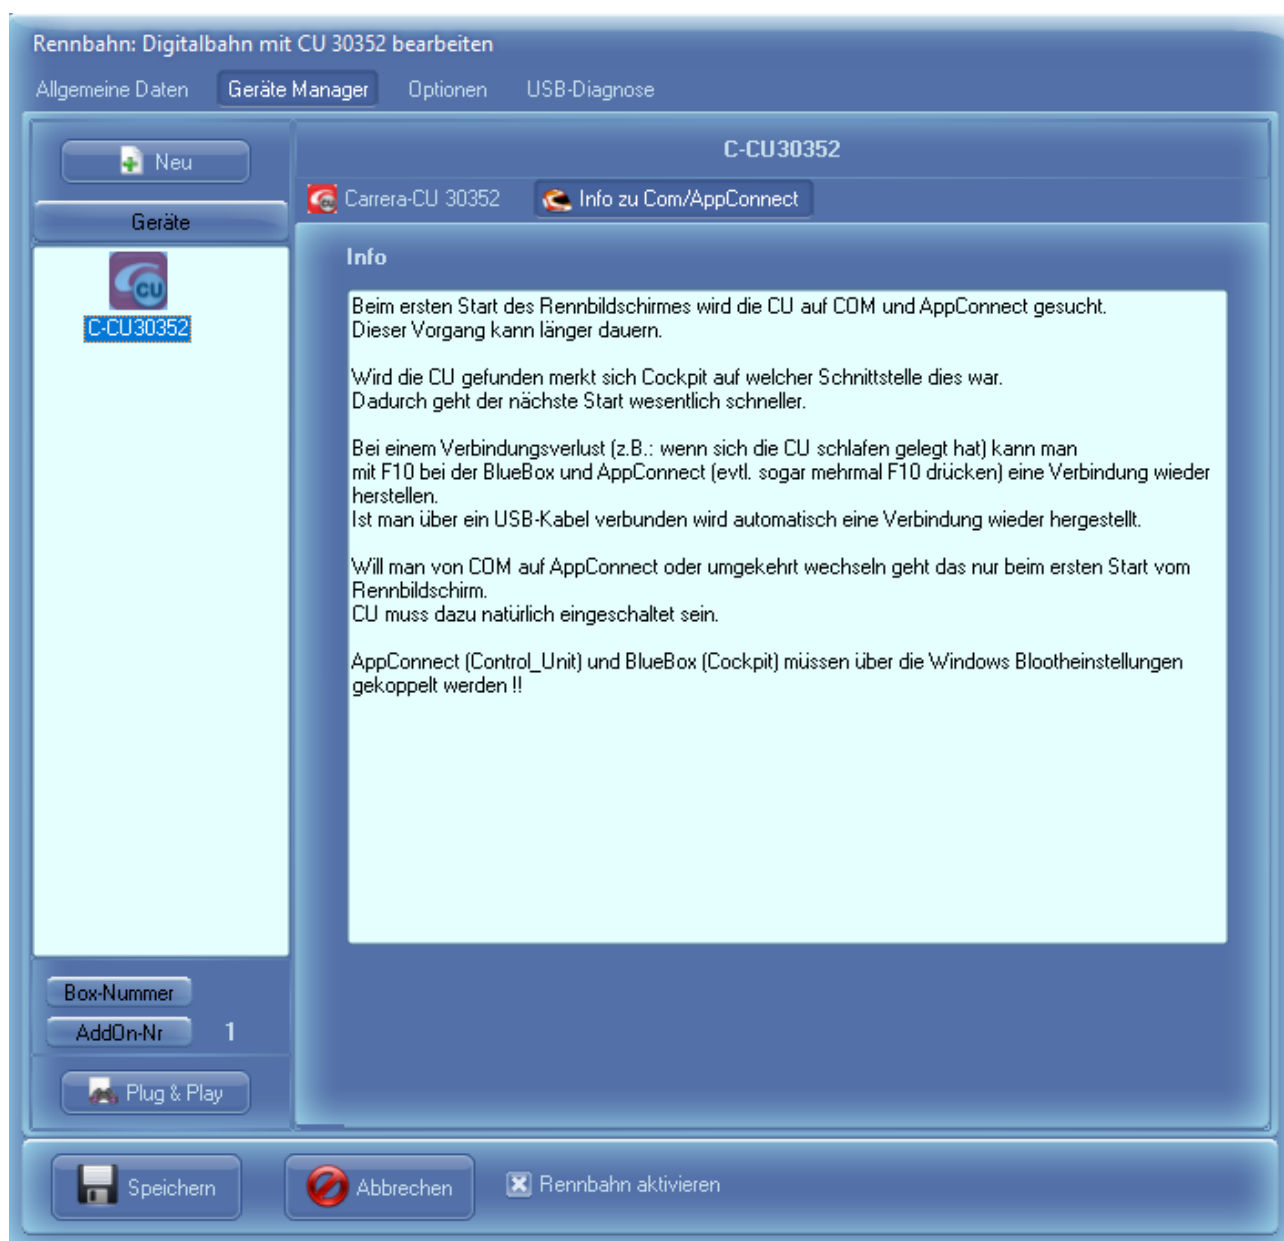 Rennbahn: Digitalbahn mit CU 30352 bearbeiten
Allgemeine Daten Geräte Manager Optionen USB-Diagnose
Neu
Geräte
CU
C-CU30352
C-CU30352
Carrera-CU 30352 Info zu Com/AppConnect
Info
Beim ersten Start des Rennbildschirmes wird die CU auf COM und AppConnect gesucht.
Dieser Vorgang kann länger dauern.
Wird die CU gefunden merkt sich Cockpit auf welcher Schnittstelle dies war.
Dadurch geht der nächste Start wesentlich schneller.
Bei einem Verbindungsverlust (z.B.: wenn sich die CU schlafen gelegt hat) kann man
mit F10 bei der BlueBox und AppConnect (evtl. sogar mehrmal F10 drücken) eine Verbindung wieder
herstellen.
Ist man über ein USB-Kabel verbunden wird automatisch eine Verbindung wieder hergestellt.
Will man von COM auf AppConnect oder umgekehrt wechseln geht das nur beim ersten Start vom
Rennbildschirm.
CU muss dazu natürlich eingeschaltet sein.
AppConnect (Control_Unit) und BlueBox (Cockpit) müssen über die Windows Blootheinstellungen
gekoppelt werden !!
Box-Nummer
AddOn-Nr 1
Plug & Play
Speichern Abbrechen Rennbahn aktivieren